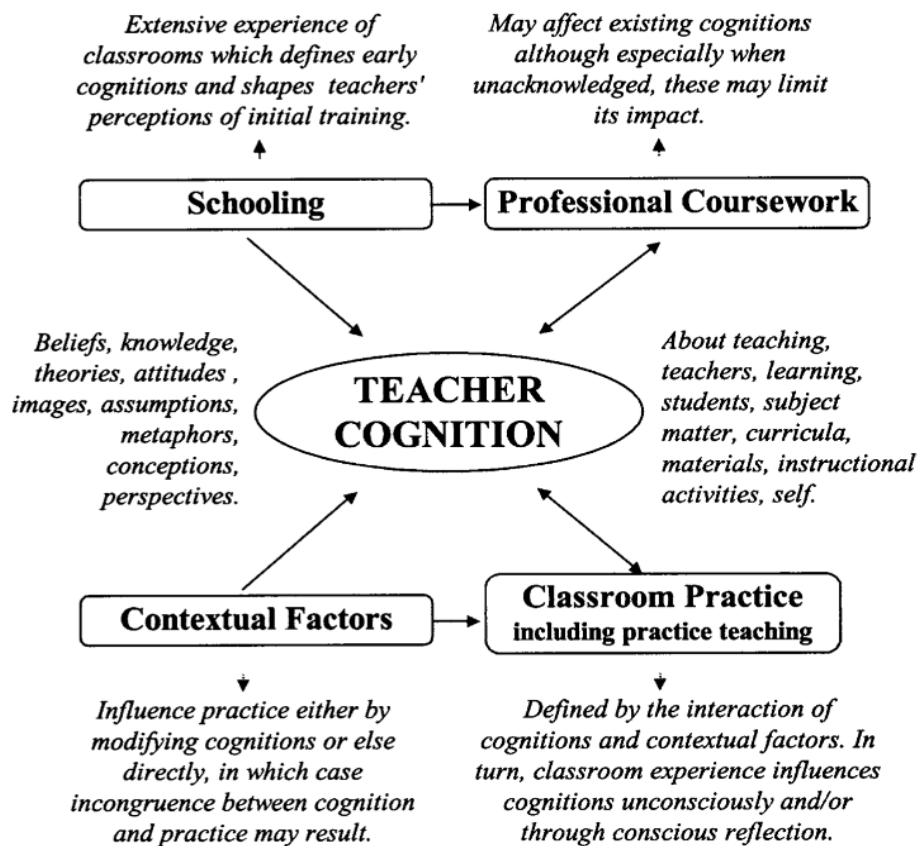 Extensive experience of
classrooms which defines early
cognitions and shapes teachers'
perceptions of initial training.
May affect existing cognitions
although especially when
unacknowledged, these may limit
its impact.
Schooling
Professional Coursework
Beliefs, knowledge,
theories, attitudes ,
images, assumptions,
metaphors,
conceptions,
perspectives.
TEACHER
COGNITION
About teaching,
teachers, learning,
students, subject
matter, curricula,
materials, instructional
activities, self.
Contextual Factors
Classroom Practice
including practice teaching
Influence practice either by
modifying cognitions or else
directly, in which case
incongruence between cognition
and practice may result.
Defined by the interaction of
cognitions and contextual factors. In
turn, classroom experience influences
cognitions unconsciously and/or
through conscious reflection.